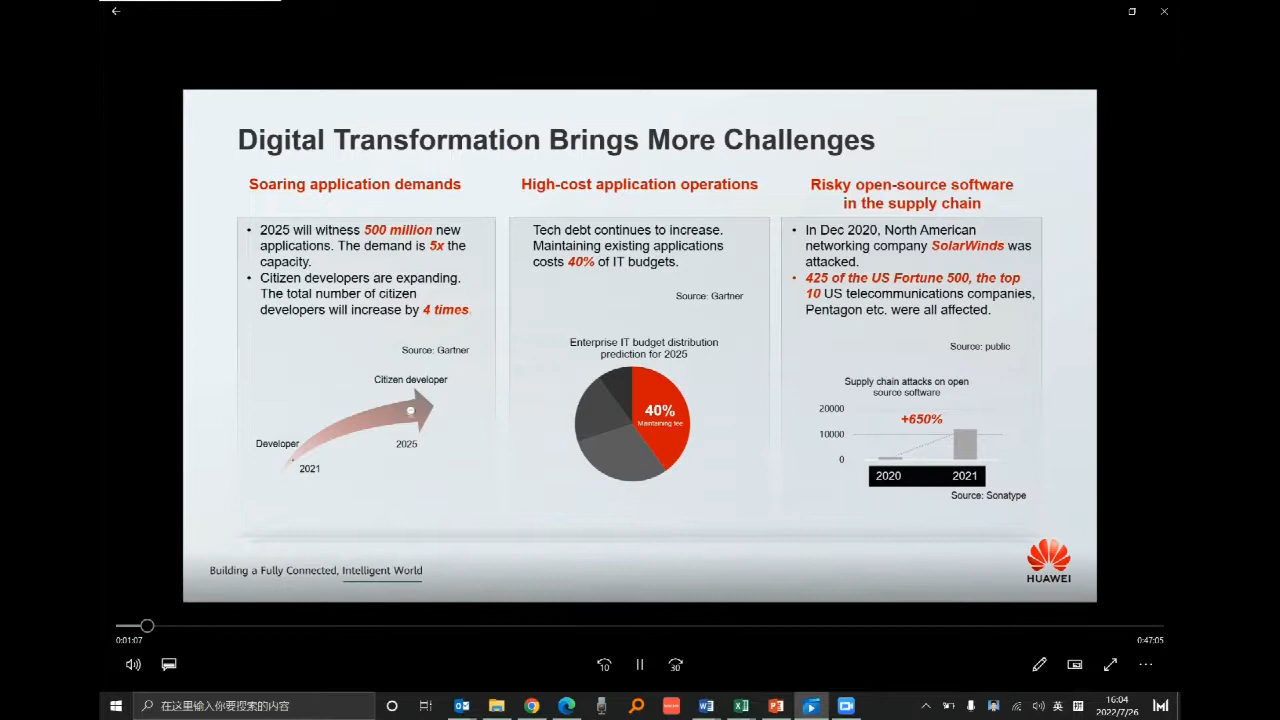 Digital Transformation Brings More Challenges
Soaring application demands
• 2025 will witness 500 million new
applications. The demand is 5x the
capacity.
• Citizen developers are expanding.
The total number of citizen
developers will increase by 4 times.
Source: Gartner
Citizen developer
Developer
2025
2021
High-cost application operations
Tech debt continues to increase.
Maintaining existing applications
costs 40% of IT budgets.
Source: Gartner
Enterprise IT budget distribution
prediction for 2025
40%
Maintaining fee
Risky open-source software
in the supply chain
• In Dec 2020, North American
networking company SolarWinds was
attacked.
• 425 of the US Fortune 500, the top
10 US telecommunications companies,
Pentagon etc. were all affected.
Source: public
Supply chain attacks on open
source software
20000
+650%
10000
0
2020 2021
Source: Sonatype
Building a Fully Connected, Intelligent World
HUAWEI
0:01:07
0:47:05
10
30
在这里输入你要搜索的内容
英
16:04
2022/7/26